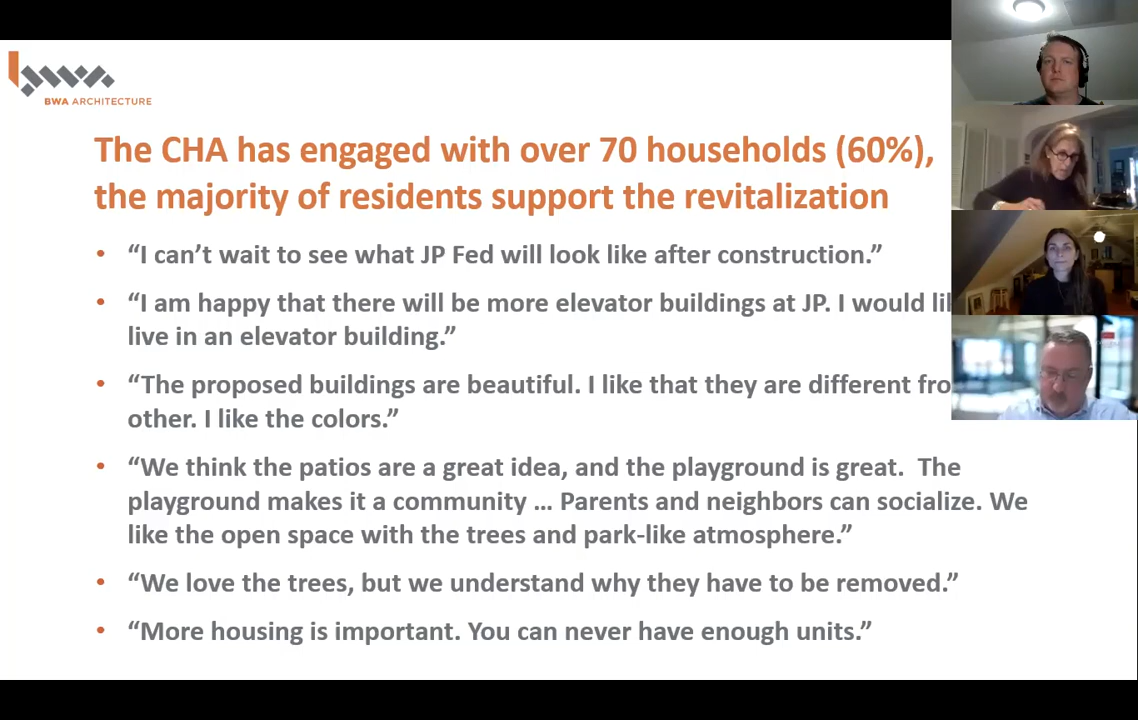 BWA ARCHITECTURE
The CHA has engaged with over 70 households (60%),
the majority of residents support the revitalization
• “I can’t wait to see what JP Fed will look like after construction.”
• “I am happy that there will be more elevator buildings at JP. I would
live in an elevator building.”
• “The proposed buildings are beautiful. I like that they are different
other. I like the colors.”
• “We think the patios are a great idea, and the playground is great.  The
playground makes it a community … Parents and neighbors can socialize. We
like the open space with the trees and park-like atmosphere.”
• “We love the trees, but we understand why they have to be removed.”
• “More housing is important. You can never have enough units.”